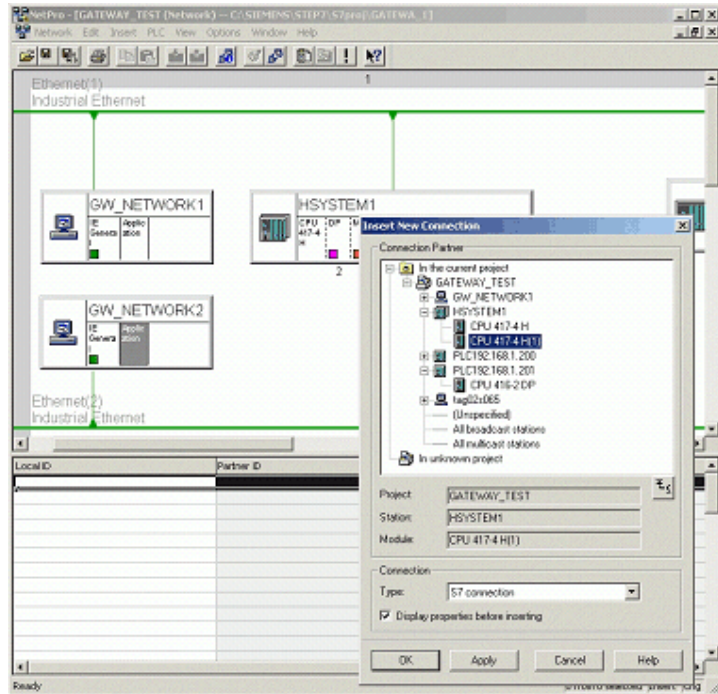 NetPro - [GATEWAY_TEST (Network) -- C:\SIEMENS\STEP7\S7proj\GATEWA_1]
Network Edit Insert PLC View Options Window Help
1
Ethernet(1)
Industrial Ethernet
GW_NETWORK1
IE General
Application
HSYSTEM1
CPU 417-4 H
DP
2
GW_NETWORK2
IE General
Application
Ethernet(2)
Industrial Ethernet
Local ID
Partner ID
Insert New Connection
Connection Partner
In the current project
GATEWAY_TEST
GW_NETWORK1
HSYSTEM1
CPU 417-4 H
CPU 417-4 H(1)
PLC192.168.1.200
PLC192.168.1.201
CPU 416-2 DP
(Unspecified)
All broadcast stations
All multicast stations
In unknown project
Project: GATEWAY_TEST
Station: HSYSTEM1
Module: CPU 417-4 H(1)
Connection
Type: S7 connection
Display properties before inserting
OK Apply Cancel Help
Ready